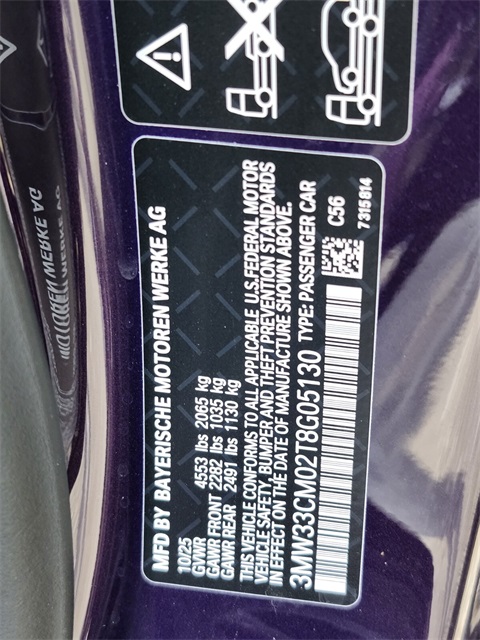 MFD BY BAYERISCHE MOTOREN WERKE AG
10/25
GVWR 4553 lbs 2065 kg
GAWR FRONT 2282 lbs 1035 kg
GAWR REAR 2491 lbs 1130 kg
THIS VEHICLE CONFORMS TO ALL APPLICABLE U.S.FEDERAL MOTOR
VEHICLE SAFETY, BUMPER AND THEFT PREVENTION STANDARDS
IN EFFECT ON THE DATE OF MANUFACTURE SHOWN ABOVE.
3MW33CM02T8G05130 TYPE: PASSENGER CAR
C56
7 315 814